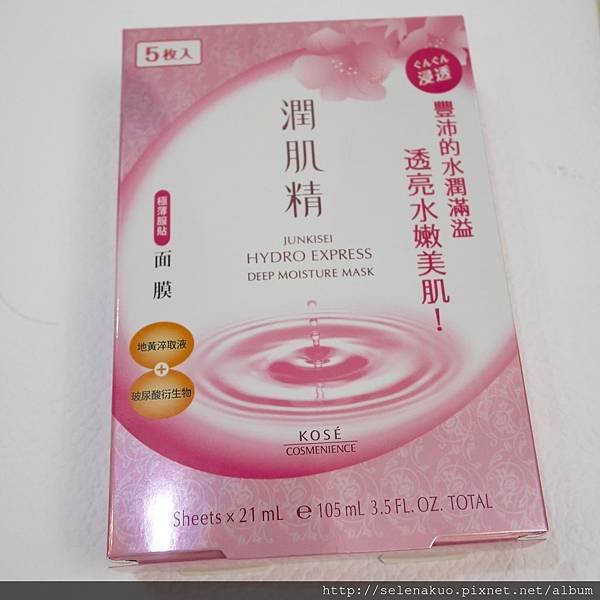 5枚入
ぐんぐん
浸透
豐沛的水潤滿溢
透亮水嫩美肌！
潤肌精
JUNKISEI
HYDRO EXPRESS
DEEP MOISTURE MASK
極薄服貼
面膜
地黃淬取液
+
玻尿酸衍生物
KOSÉ
COSMENIENCE
Sheets × 21 mL ℮ 105 mL 3.5 FL. OZ. TOTAL
http://selenakuo.pixnet.net/album